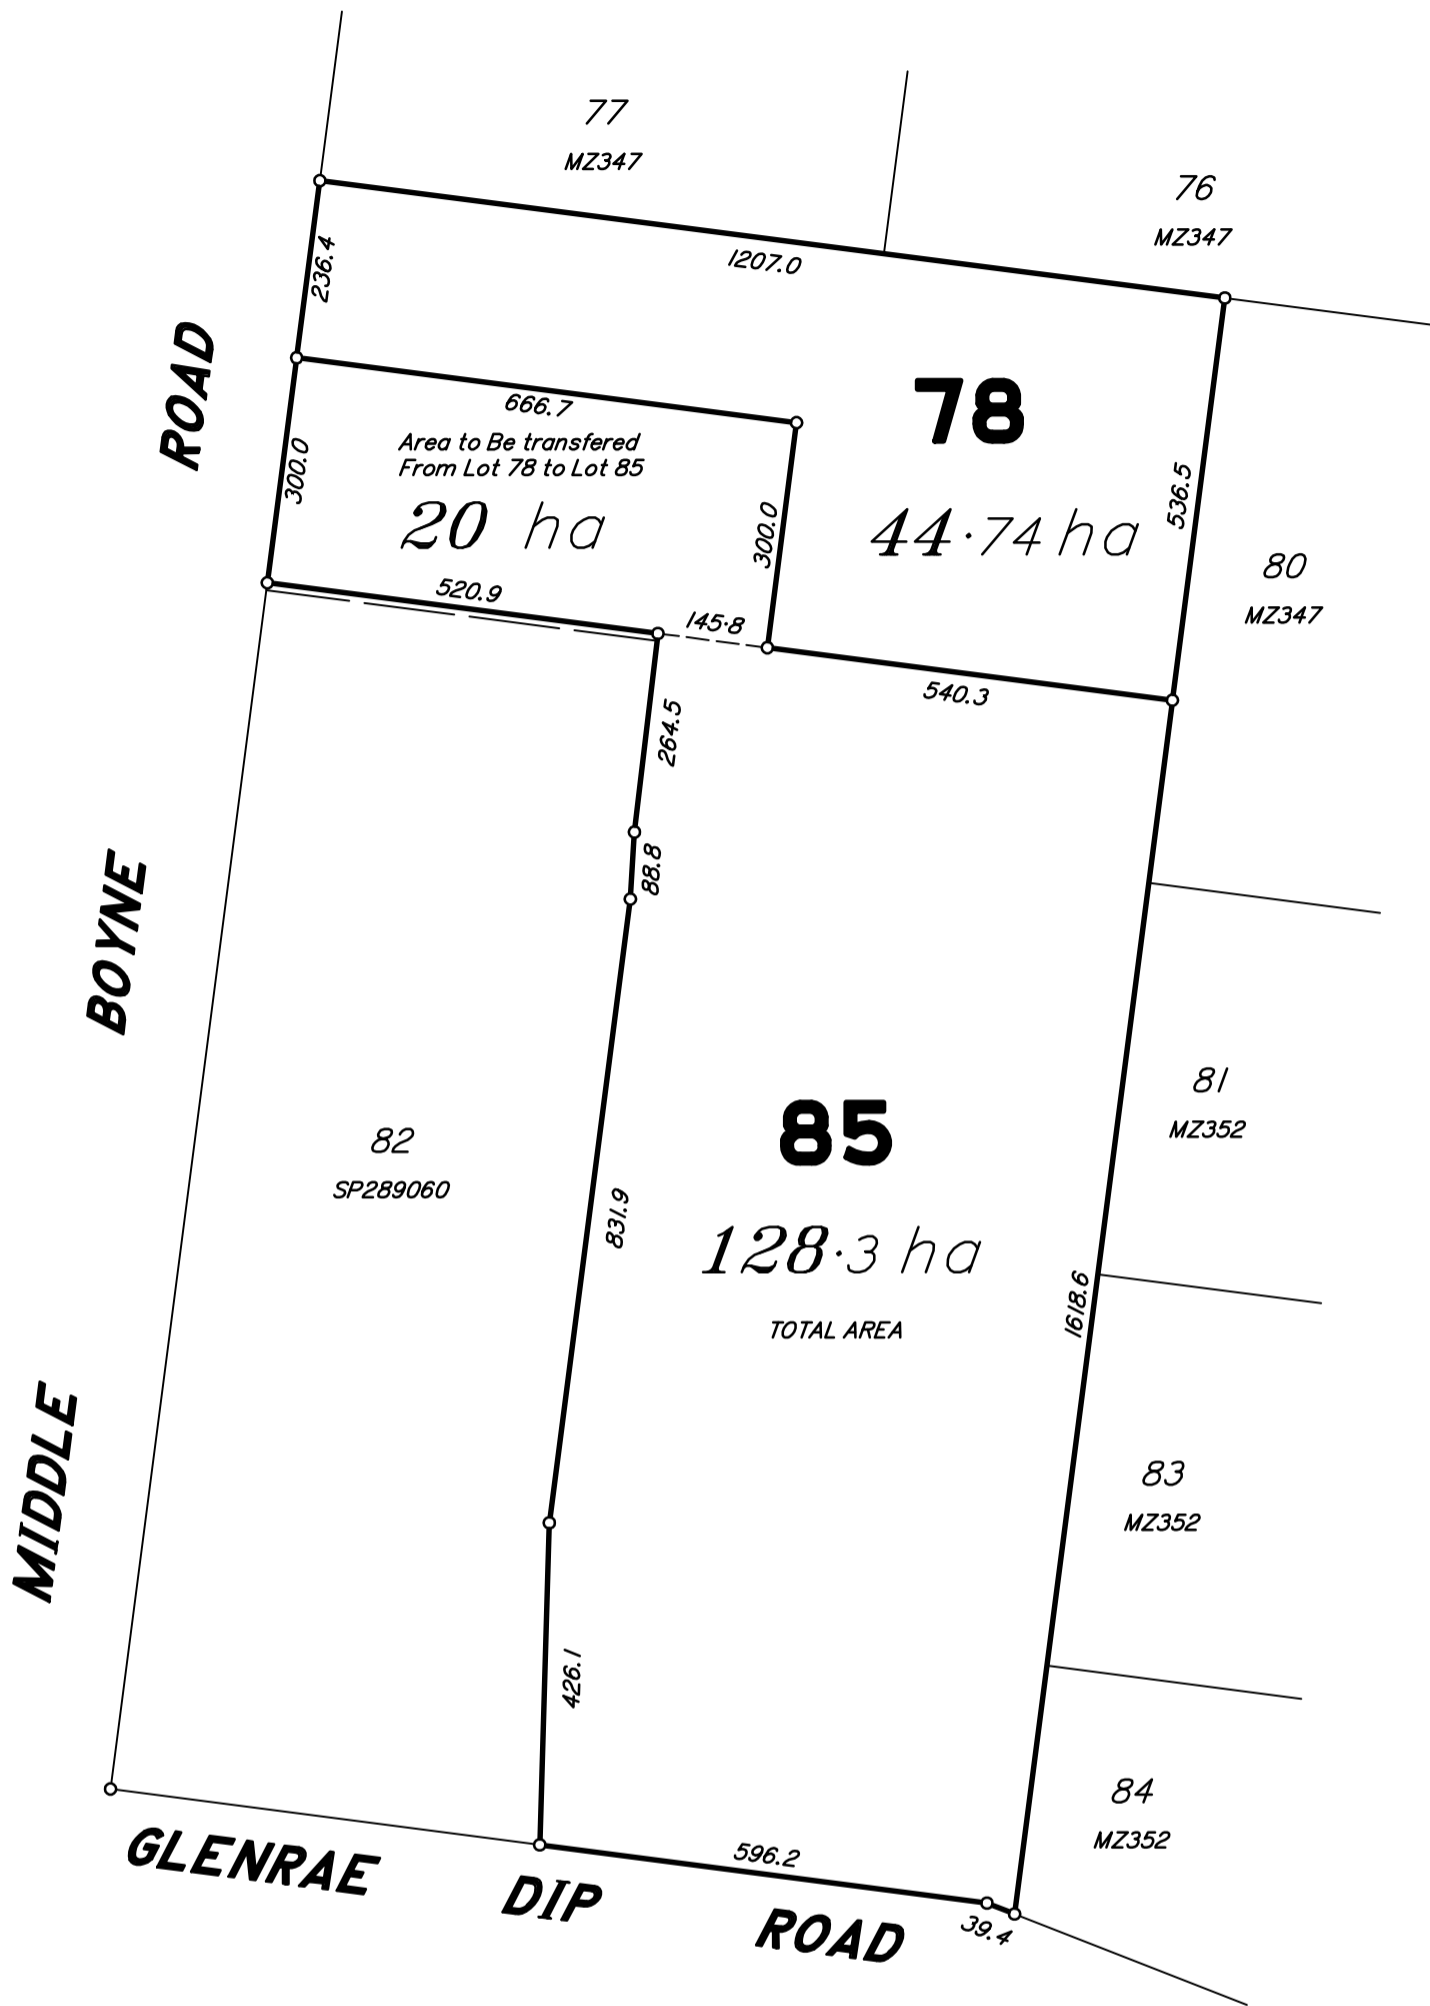 77
MZ347
76
MZ347
1207.0
236.4
ROAD
666.7
78
Area to Be transfered
From Lot 78 to Lot 85
20 ha
300.0
300.0
44.74 ha
536.5
80
MZ347
520.9
145.8
540.3
264.5
88.8
BOYNE
81
MZ352
85
82
SP289060
831.9
128.3 ha
TOTAL AREA
1618.6
MIDDLE
83
MZ352
426.1
84
MZ352
596.2
39.4
GLENRAE DIP ROAD